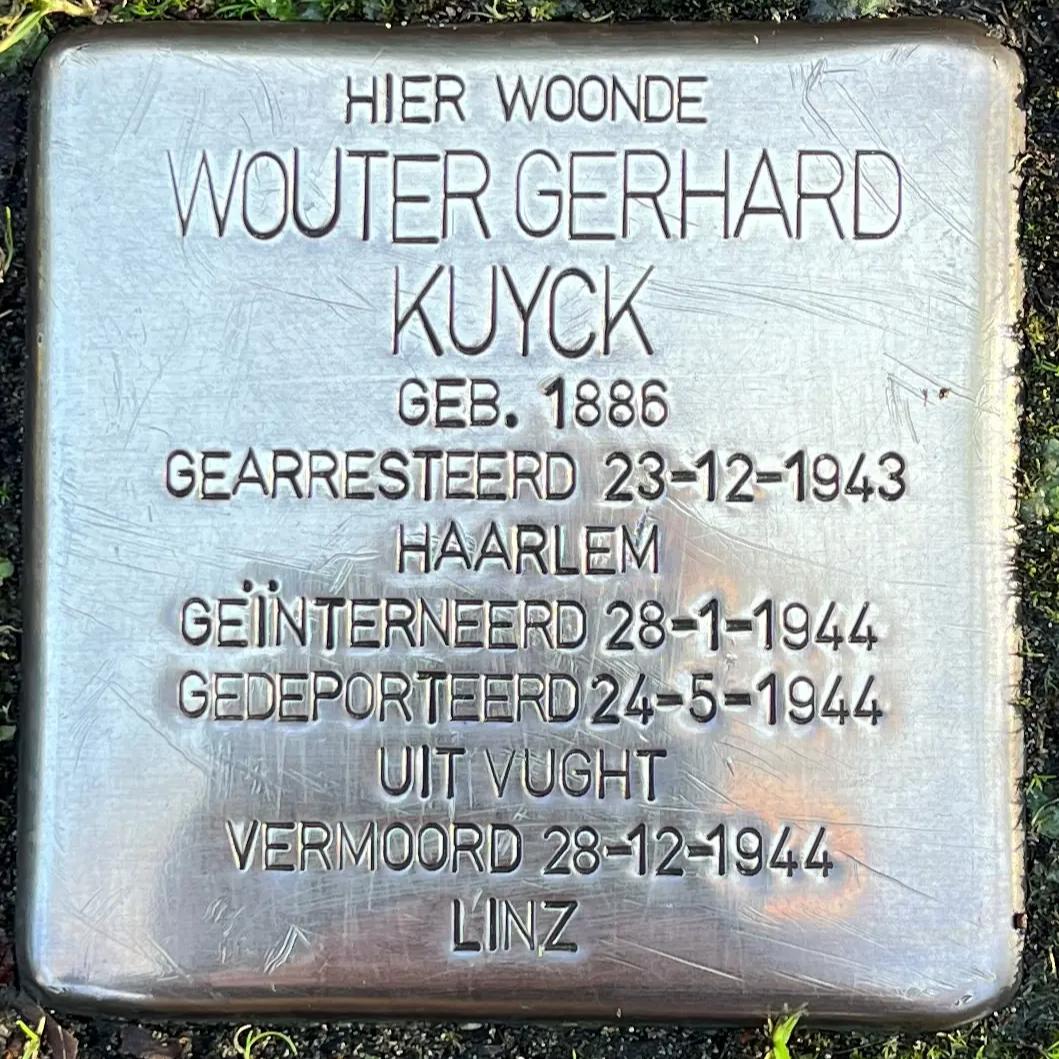 HIER WOONDE
WOUTER GERHARD
KUYCK
GEB. 1886
GEARRESTEERD 23-12-1943
HAARLEM
GEÏNTERNEERD 28-1-1944
GEDEPORTEERD 24-5-1944
UIT VUGHT
VERMOORD 28-12-1944
LINZ